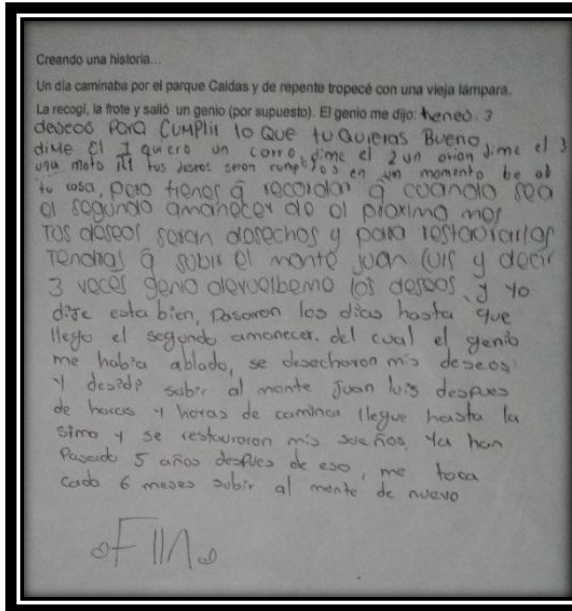 Creando una historia...
Un día caminaba por el parque Caldas y de repente tropecé con una vieja lámpara.
La recogí, la frote y salió un genio (por supuesto). El genio me dijo: tienes. 3
deseos PARA CUMPLIR lo QUE tu QUIERAS BUENO
dime El 1 quiero un carro, dime el 2 un avion dime el 3
una moto tus deseos seran cumplidos en un momento be ab
tu casa, pero tienes q recordar q cuando sea
al segundo amanecer de el proximo mes
TUS deseos seran desechos y para restaurarlos
Tendras q subir el monte juan luis y decir
3 veces genio devuelbeme los deseos, y yo
dije esta bien, Pasaron los dias hasta que
llego el segundo amanecer. del cual el genio
me habia ablado, se desecharon mis deseos
y desidi subir al monte Juan luis despues
de horas y horas de caminar llegue hasta la
sima y se restauraron mis sueños. Ya han
Pasado 5 años despues de eso, me toca
cada 6 meses subir al monte de nuevo
FIN